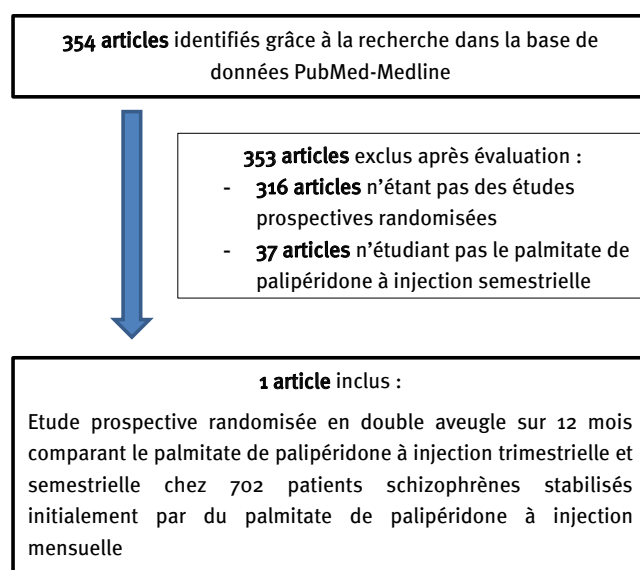 354 articles identifiés grâce à la recherche dans la base de
données PubMed-Medline
353 articles exclus après évaluation :
- 316 articles n'étant pas des études
prospectives randomisées
- 37 articles n'étudiant pas le palmitate de
palipéridone à injection semestrielle
1 article inclus :
Etude prospective randomisée en double aveugle sur 12 mois
comparant le palmitate de palipéridone à injection trimestrielle et
semestrielle chez 702 patients schizophrènes stabilisés
initialement par du palmitate de palipéridone à injection
mensuelle